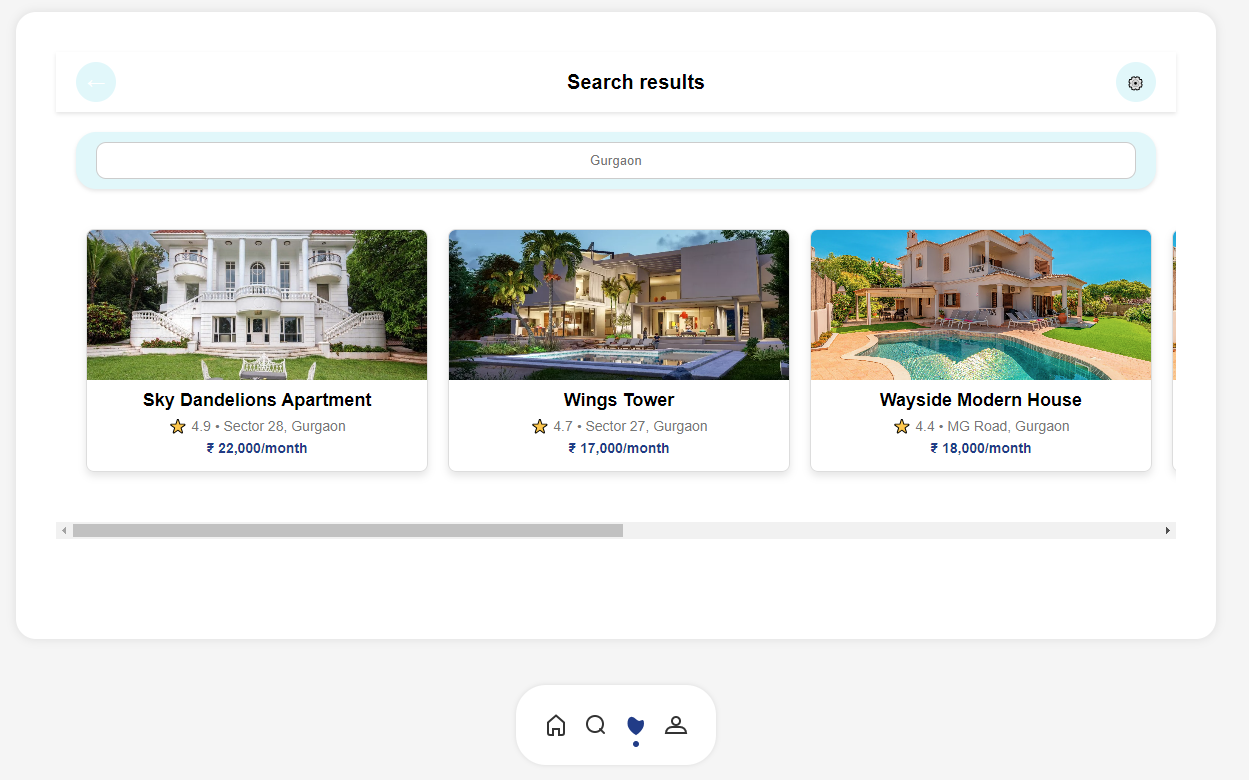 Search results
Gurgaon
Sky Dandelions Apartment
4.9 • Sector 28, Gurgaon
₹ 22,000/month
Wings Tower
4.7 • Sector 27, Gurgaon
₹ 17,000/month
Wayside Modern House
4.4 • MG Road, Gurgaon
₹ 18,000/month